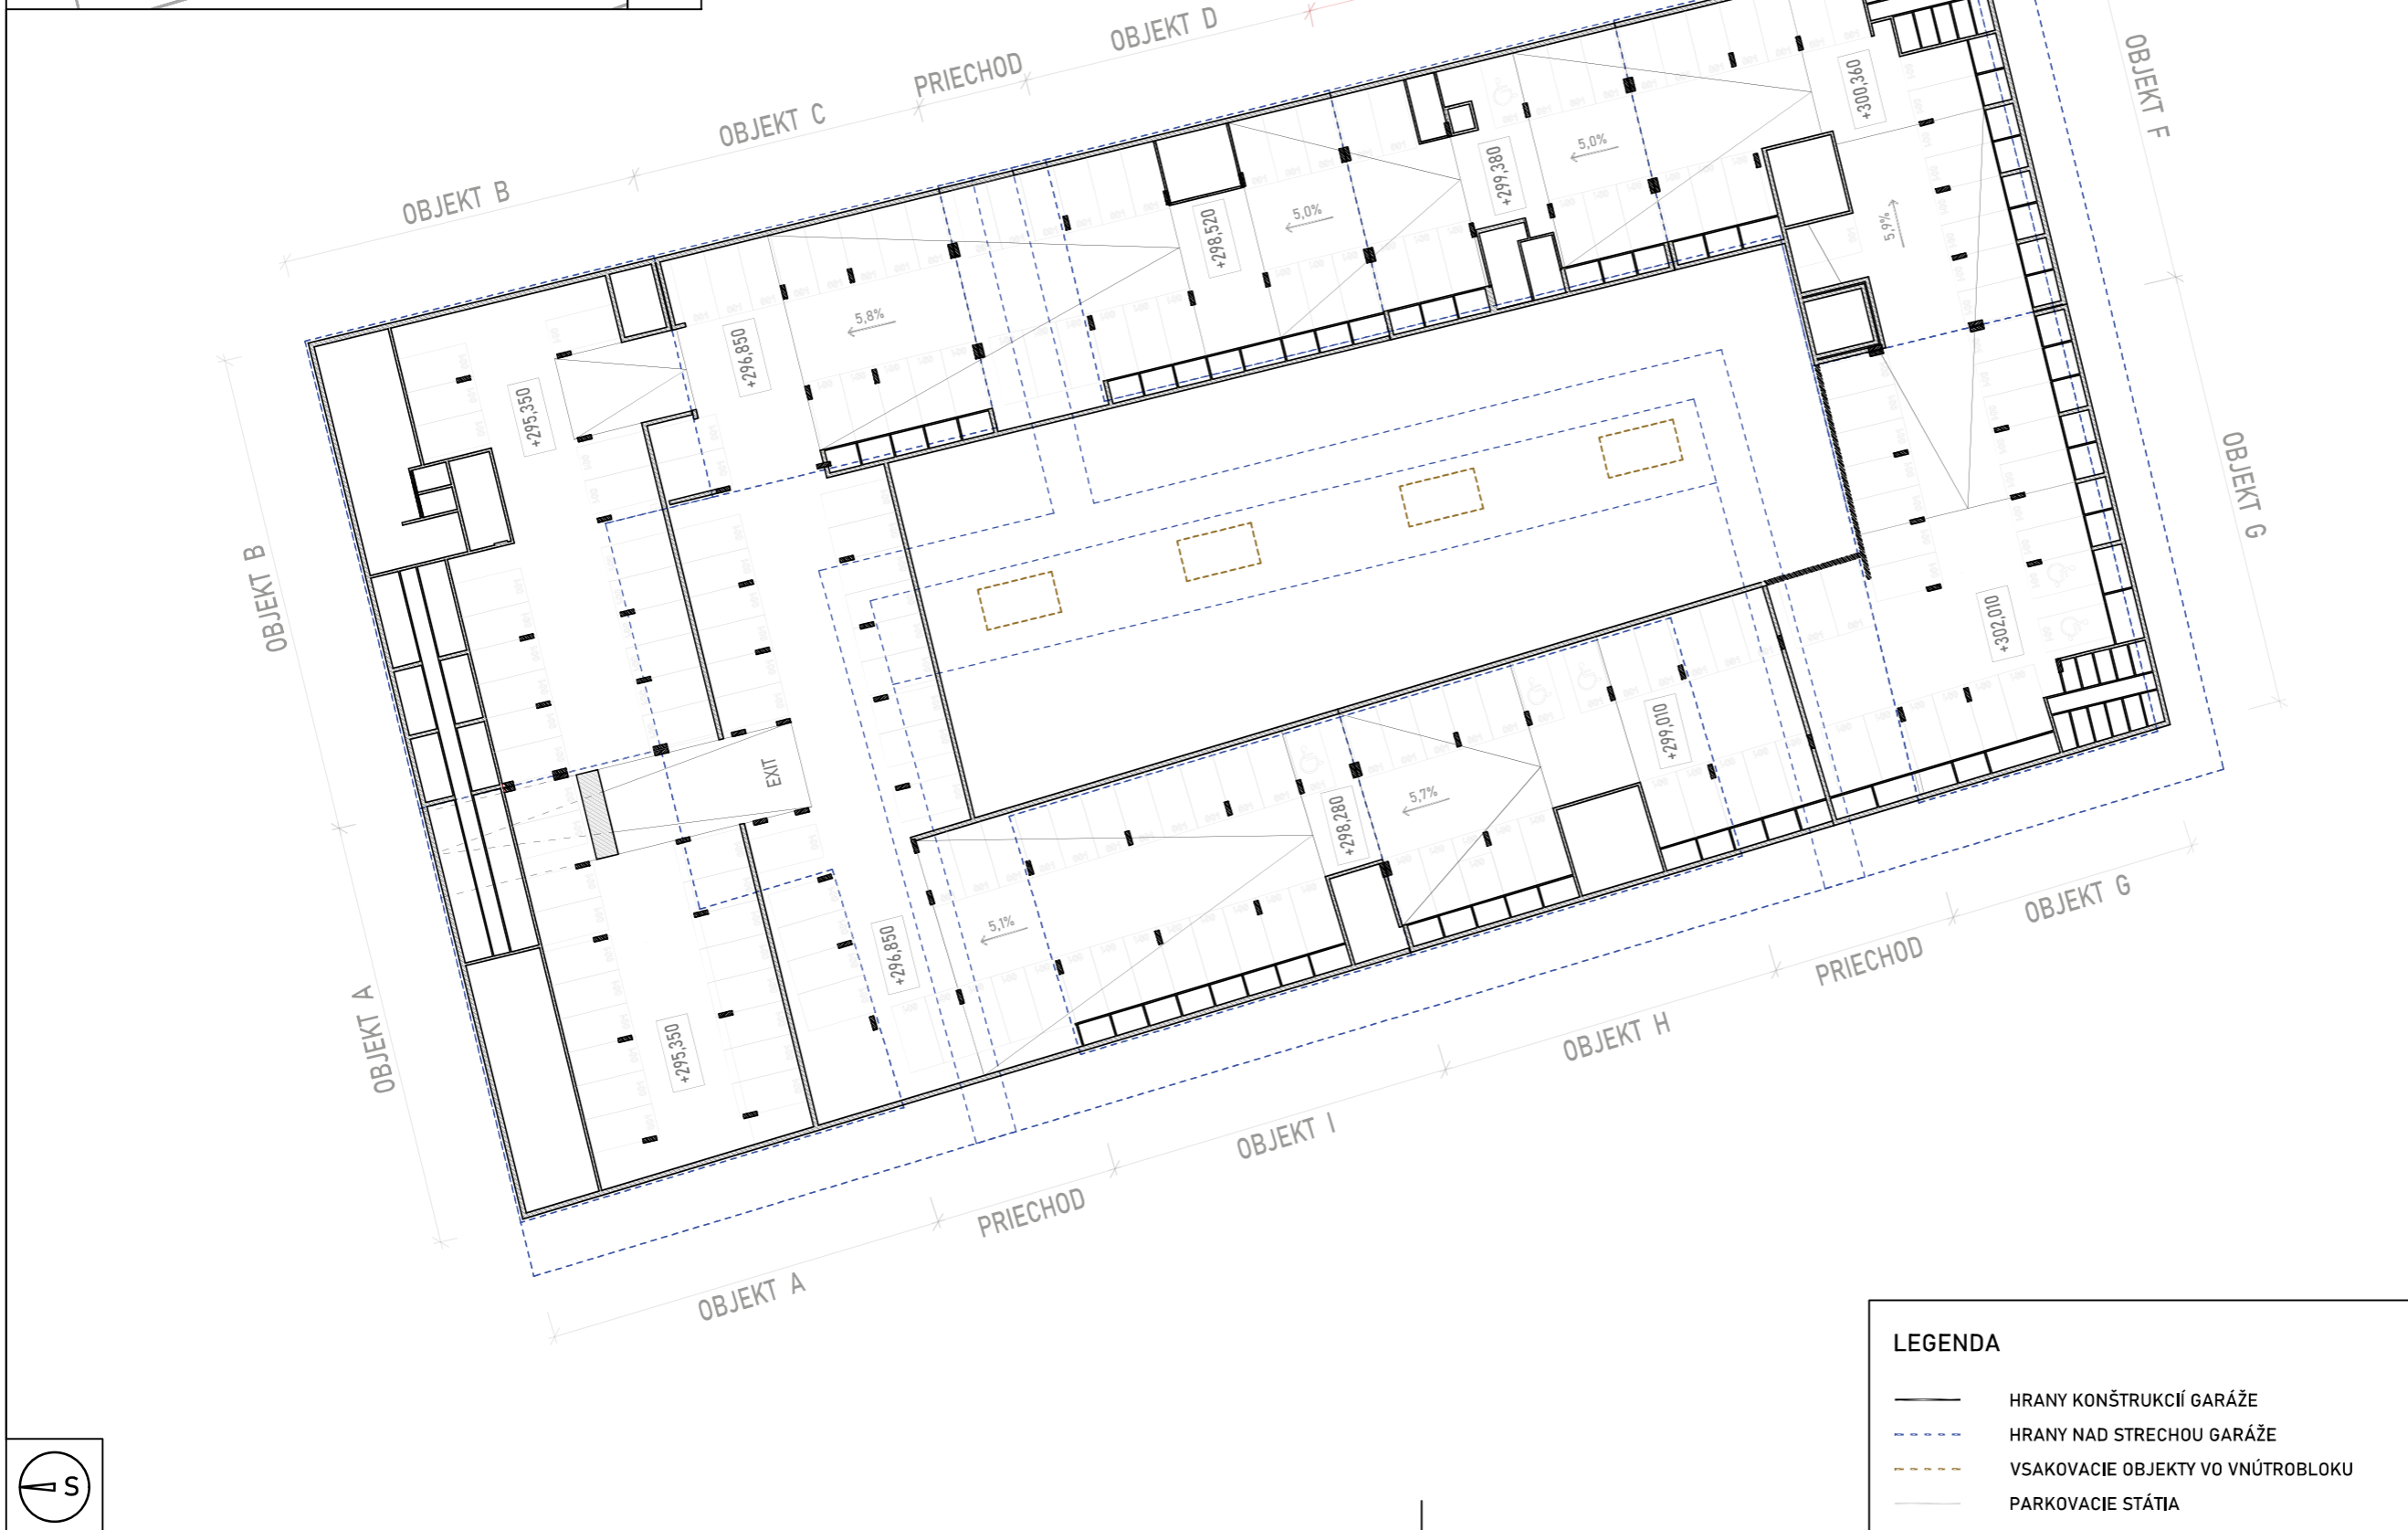 OBJEKT D
PRIECHOD
OBJEKT C
OBJEKT B
OBJEKT F
+300,360
5,0%
+299,380
5,0%
+298,520
5,9%
5,8%
+296,850
+295,350
OBJEKT G
OBJEKT B
+302,010
+299,010
EXIT
5,7%
+298,280
5,1%
+296,850
OBJEKT A
+295,350
OBJEKT G
PRIECHOD
OBJEKT H
OBJEKT I
PRIECHOD
OBJEKT A
LEGENDA
HRANY KONŠTRUKCIÍ GARÁŽE
HRANY NAD STRECHOU GARÁŽE
VSAKOVACIE OBJEKTY VO VNÚTROBLOKU
PARKOVACIE STÁTIA
S